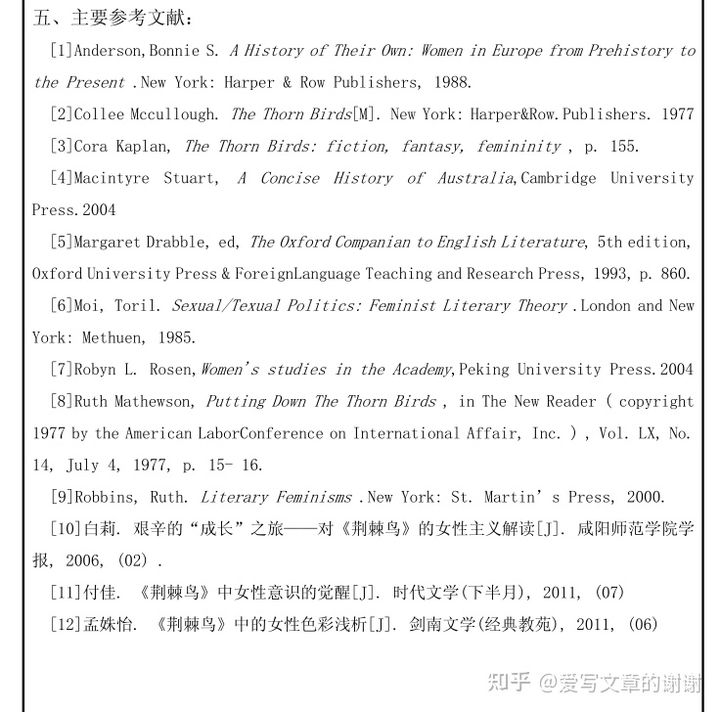 五、主要参考文献：
[1]Anderson,Bonnie S. A History of Their Own: Women in Europe from Prehistory to
the Present .New York: Harper & Row Publishers, 1988.
[2]Collee Mccullough. The Thorn Birds[M]. New York: Harper&Row.Publishers. 1977
[3]Cora Kaplan, The Thorn Birds: fiction, fantasy, femininity , p. 155.
[4]Macintyre Stuart, A Concise History of Australia,Cambridge University
Press.2004
[5]Margaret Drabble, ed, The Oxford Companion to English Literature, 5th edition,
Oxford University Press & ForeignLanguage Teaching and Research Press, 1993, p. 860.
[6]Moi, Toril. Sexual/Texual Politics: Feminist Literary Theory .London and New
York: Methuen, 1985.
[7]Robyn L. Rosen,Women's studies in the Academy,Peking University Press.2004
[8]Ruth Mathewson, Putting Down The Thorn Birds , in The New Reader ( copyright
1977 by the American LaborConference on International Affair, Inc. ) , Vol. LX, No.
14, July 4, 1977, p. 15- 16.
[9]Robbins, Ruth. Literary Feminisms .New York: St. Martin's Press, 2000.
[10]白莉. 艰辛的“成长”之旅——对《荆棘鸟》的女性主义解读[J]. 咸阳师范学院学
报, 2006, (02) .
[11]付佳. 《荆棘鸟》中女性意识的觉醒[J]. 时代文学(下半月), 2011, (07)
[12]孟姝怡. 《荆棘鸟》中的女性色彩浅析[J]. 剑南文学(经典教苑), 2011, (06)
知乎 @爱写文章的谢谢